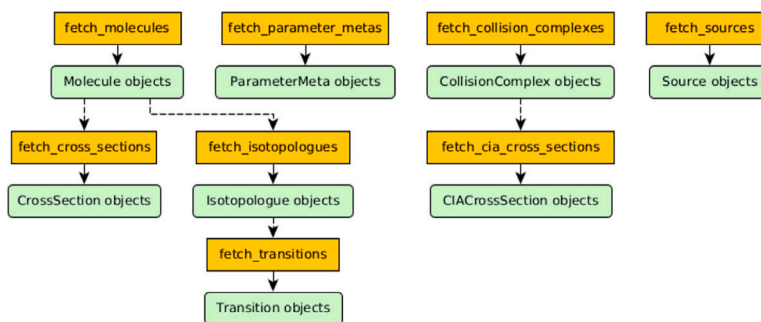 fetch_molecules
fetch_parameter_metas
fetch_collision_complexes
fetch_sources
Molecule objects
ParameterMeta objects
CollisionComplex objects
Source objects
fetch_cross_sections
fetch_isotopologues
fetch_cia_cross_sections
CrossSection objects
Isotopologue objects
CIACrossSection objects
fetch_transitions
Transition objects